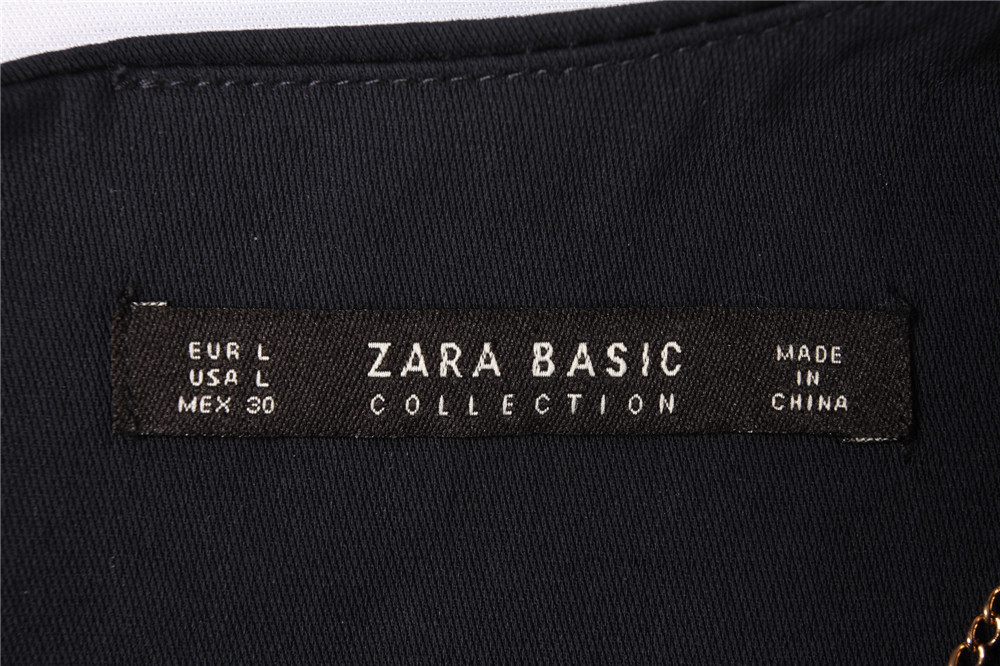 EUR L
USA L
MEX 30
ZARA BASIC
COLLECTION
MADE
IN
CHINA